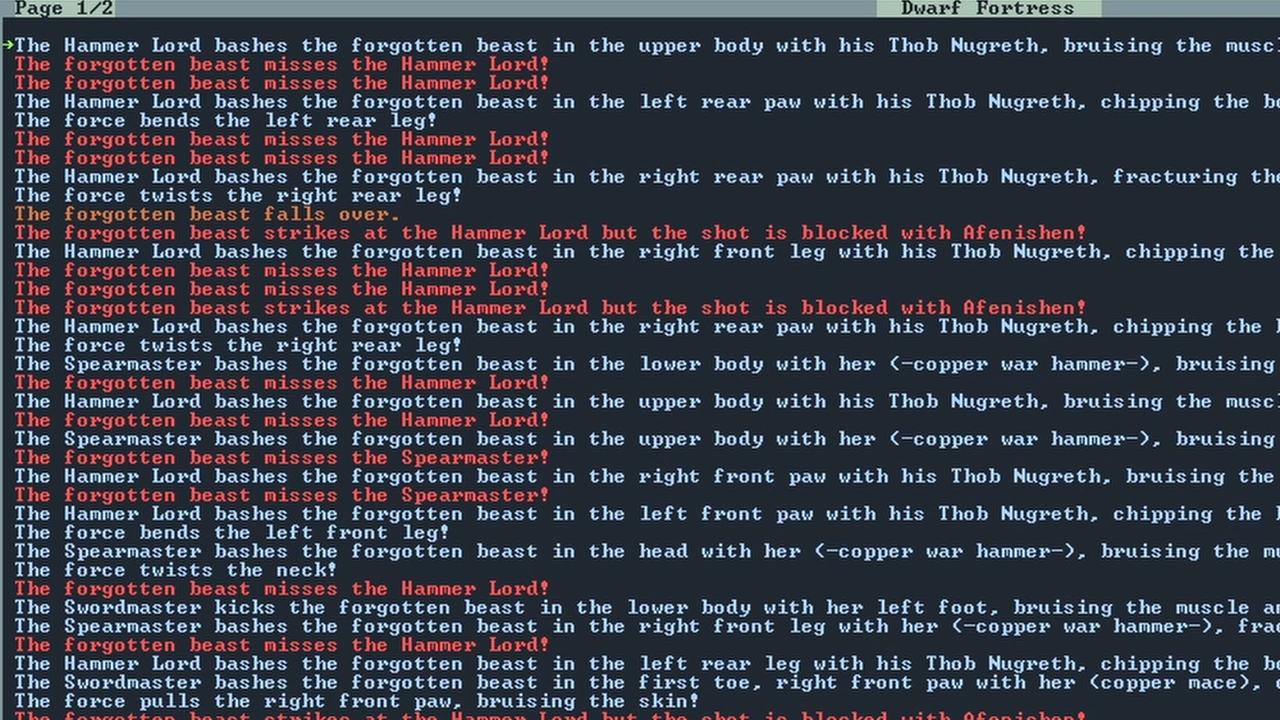 Page 1/2
Dwarf Fortress
The Hammer Lord bashes the forgotten beast in the upper body with his Thob Nugreth, bruising the
The forgotten beast misses the Hammer Lord!
The forgotten beast misses the Hammer Lord!
The Hammer Lord bashes the forgotten beast in the left rear paw with his Thob Nugreth, chipping the
The force bends the left rear leg!
The forgotten beast misses the Hammer Lord!
The forgotten beast misses the Hammer Lord!
The Hammer Lord bashes the forgotten beast in the right rear paw with his Thob Nugreth, fracturing the
The force twists the right rear leg!
The forgotten beast falls over.
The forgotten beast strikes at the Hammer Lord but the shot is blocked with Afenishen!
The Hammer Lord bashes the forgotten beast in the right front leg with his Thob Nugreth, chipping the
The forgotten beast misses the Hammer Lord!
The forgotten beast misses the Hammer Lord!
The forgotten beast strikes at the Hammer Lord but the shot is blocked with Afenishen!
The Hammer Lord bashes the forgotten beast in the right rear paw with his Thob Nugreth, chipping the
The force twists the right rear leg!
The Spearmaster bashes the forgotten beast in the lower body with her (-copper war hammer-), bruising
The forgotten beast misses the Hammer Lord!
The Hammer Lord bashes the forgotten beast in the upper body with his Thob Nugreth, bruising the
The forgotten beast misses the Hammer Lord!
The Spearmaster bashes the forgotten beast in the upper body with her (-copper war hammer-), bruising
The forgotten beast misses the Spearmaster!
The Hammer Lord bashes the forgotten beast in the right front paw with his Thob Nugreth, bruising the
The forgotten beast misses the Spearmaster!
The Hammer Lord bashes the forgotten beast in the left front paw with his Thob Nugreth, chipping the
The force bends the left front leg!
The Spearmaster bashes the forgotten beast in the head with her (-copper war hammer-), bruising the
The force twists the neck!
The forgotten beast misses the Hammer Lord!
The Swordmaster kicks the forgotten beast in the lower body with her left foot, bruising the muscle
The Spearmaster bashes the forgotten beast in the right front leg with her (-copper war hammer-),
The forgotten beast misses the Hammer Lord!
The Hammer Lord bashes the forgotten beast in the left rear leg with his Thob Nugreth, chipping the
The Swordmaster bashes the forgotten beast in the first toe, right front paw with her (copper mace),
The force pulls the right front paw, bruising the skin!
The forgotten beast strikes at the Hammer Lord but the shot is blocked with Afenishen!